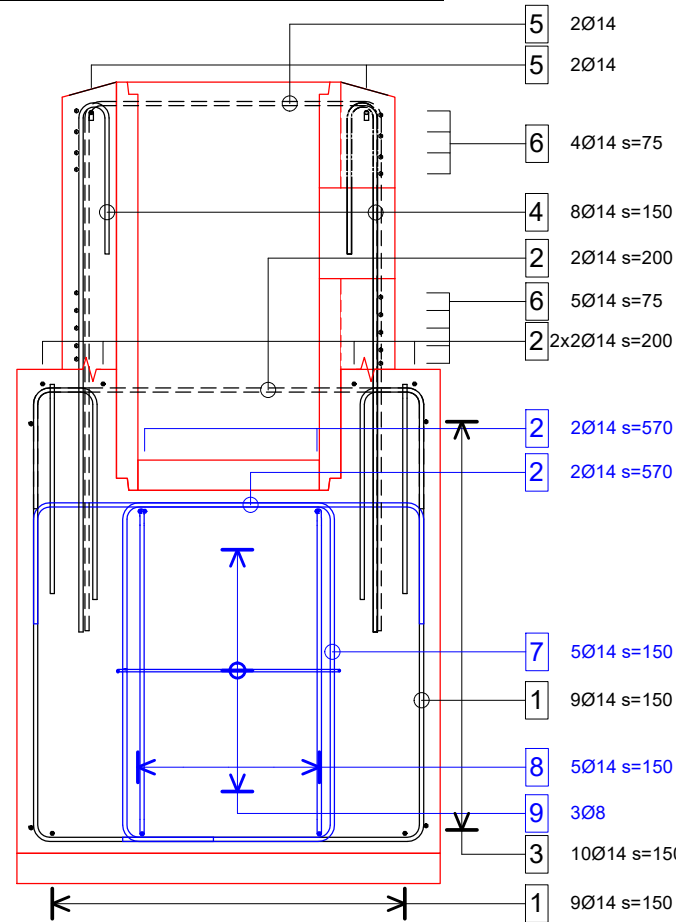 5 2Ø14
5 2Ø14
6 4Ø14 s=75
4 8Ø14 s=150
2 2Ø14 s=200
6 5Ø14 s=75
2 2x2Ø14 s=200
2 2Ø14 s=570
2 2Ø14 s=570
7 5Ø14 s=150
1 9Ø14 s=150
8 5Ø14 s=150
9 3Ø8
3 10Ø14 s=150
1 9Ø14 s=150